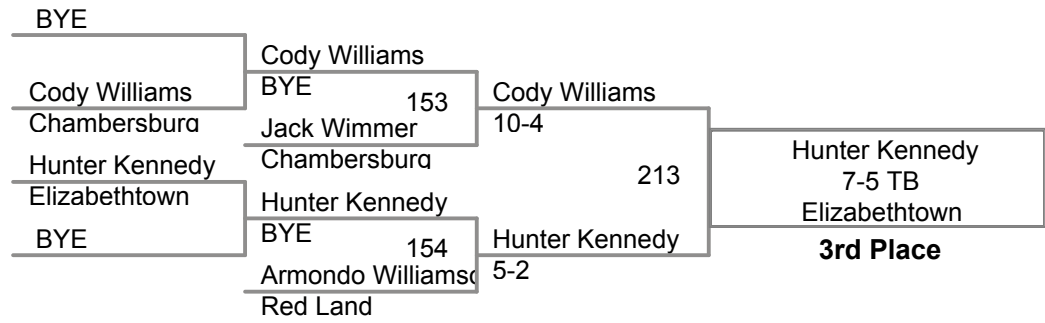 BYE
Cody Williams
Chambersburg
Hunter Kennedy
Elizabethtown
BYE
Cody Williams
BYE
153
Jack Wimmer
Chambersburg
Hunter Kennedy
BYE
154
Armondo Williamso
Red Land
Cody Williams
10-4
213
Hunter Kennedy
5-2
Hunter Kennedy
7-5 TB
Elizabethtown
3rd Place